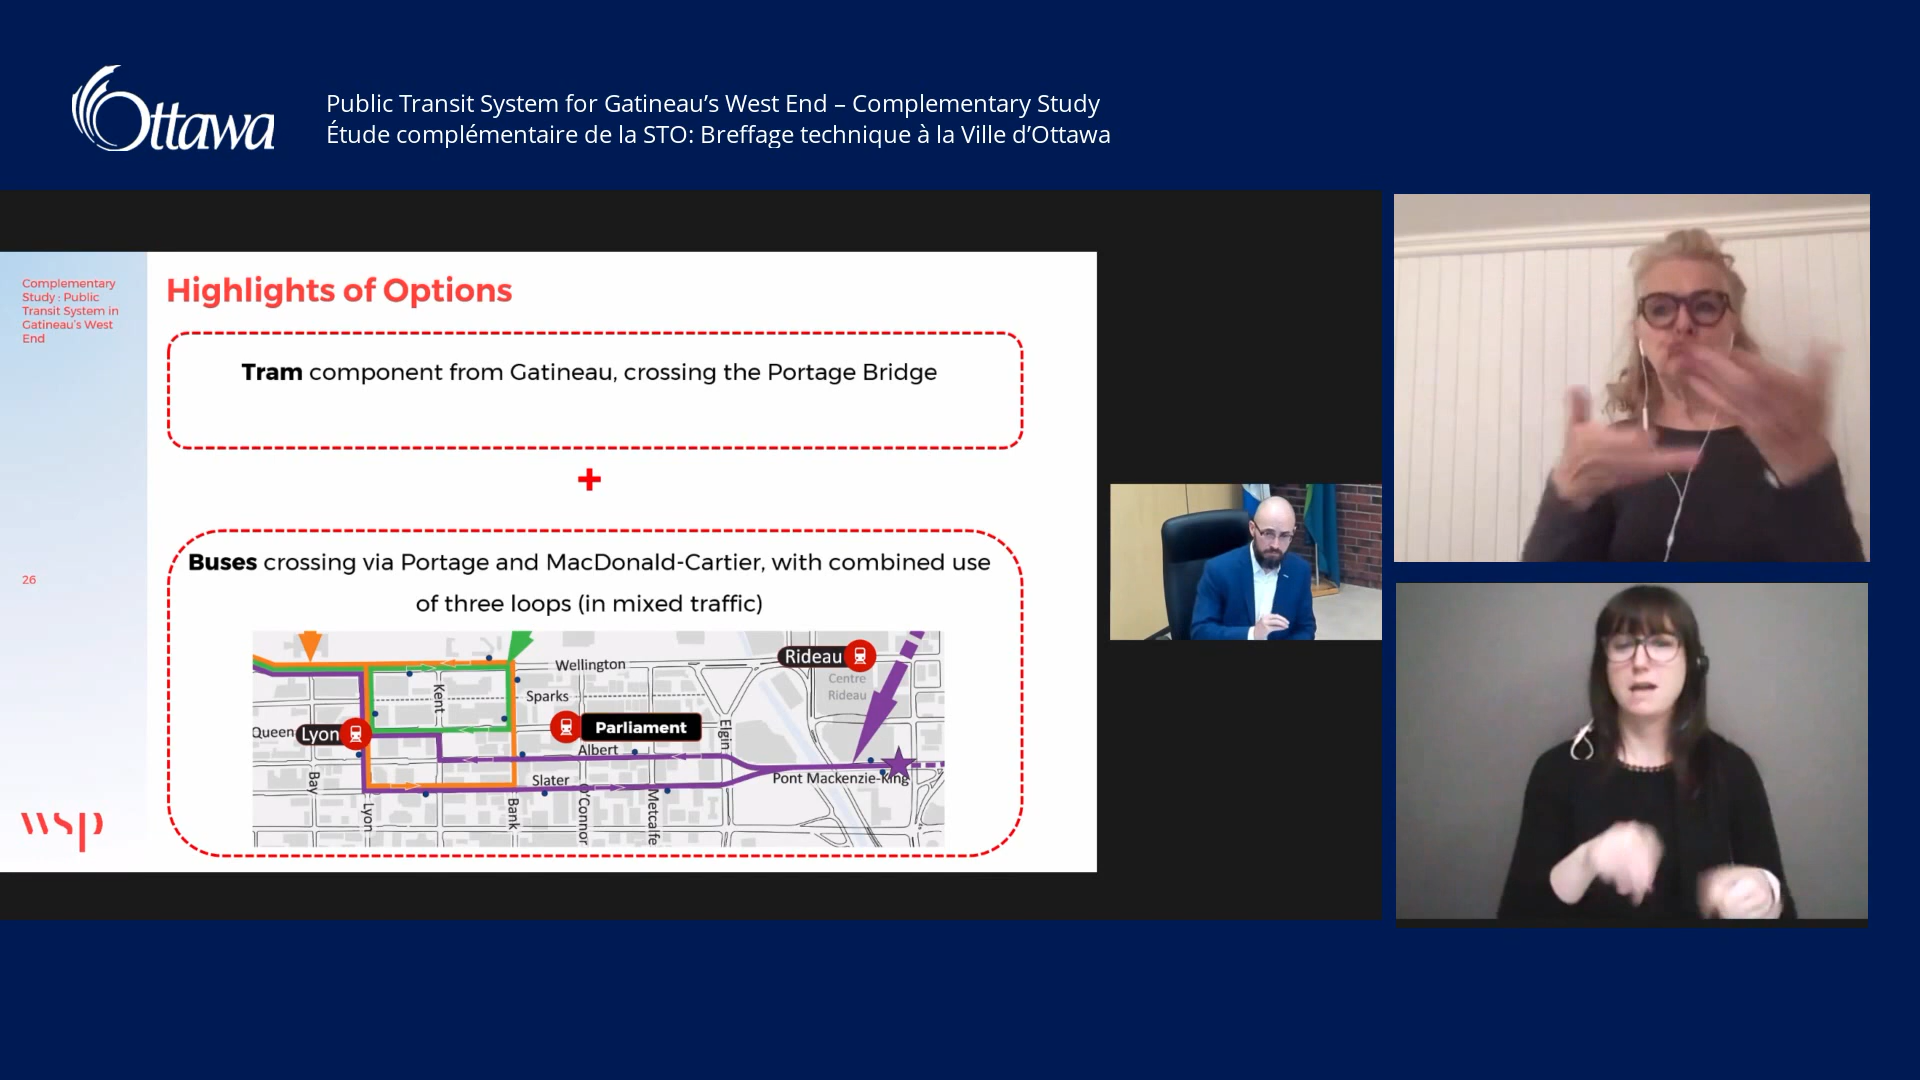 Ottawa
Public Transit System for Gatineau's West End – Complementary Study
Étude complémentaire de la STO: Breffage technique à la Ville d'Ottawa
Complementary
Study : Public
Transit System in
Gatineau's West
End
26
wsp
Highlights of Options
Tram component from Gatineau, crossing the Portage Bridge
+
Buses crossing via Portage and MacDonald-Cartier, with combined use
of three loops (in mixed traffic)
Wellington
Rideau
Centre
Rideau
Kent
Sparks
Queen
Lyon
Parliament
Elgin
Albert
Bay
Slater
Pont Mackenzie-King
Lyon
Bank
O'Connor
Metcalfe